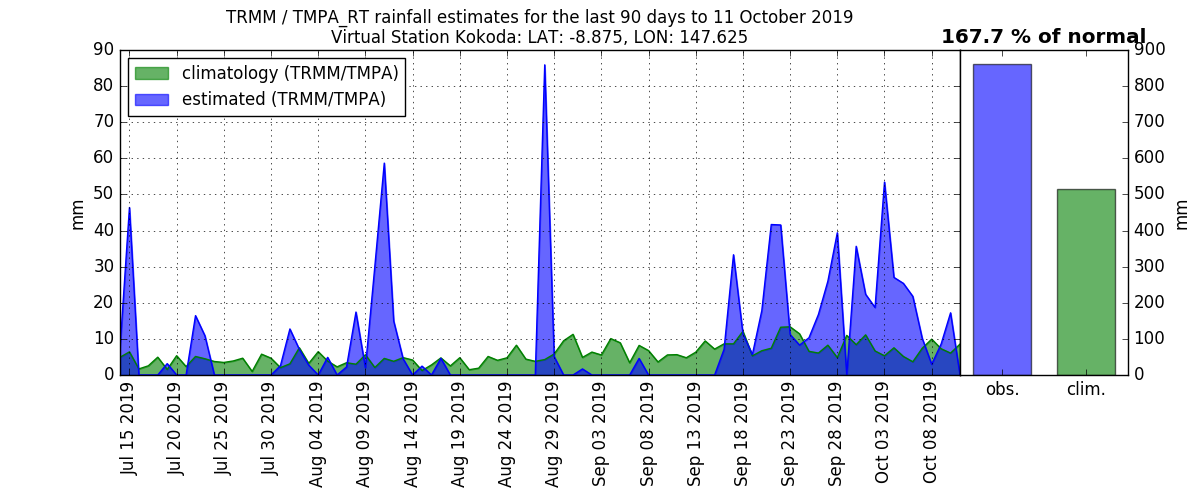 TRMM / TMPA_RT rainfall estimates for the last 90 days to 11 October 2019
Virtual Station Kokoda: LAT: -8.875, LON: 147.625
167.7 % of normal
climatology (TRMM/TMPA)
estimated (TRMM/TMPA)
90
80
70
60
50
40
30
20
10
0
mm
Jul 15 2019
Jul 20 2019
Jul 25 2019
Jul 30 2019
Aug 04 2019
Aug 09 2019
Aug 14 2019
Aug 19 2019
Aug 24 2019
Aug 29 2019
Sep 03 2019
Sep 08 2019
Sep 13 2019
Sep 18 2019
Sep 23 2019
Sep 28 2019
Oct 03 2019
Oct 08 2019
obs.
clim.
900
800
700
600
500
400
300
200
100
0
mm